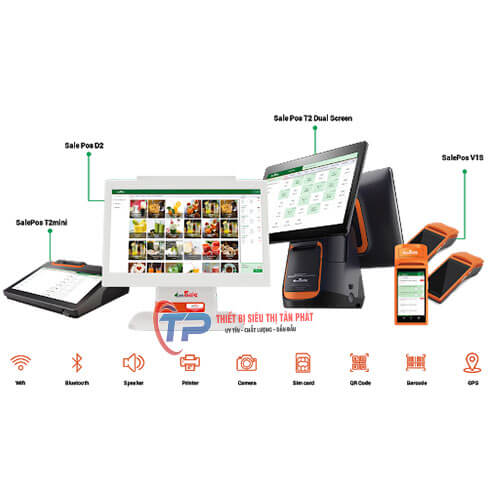 Sale Pos T2 Dual Screen
Sale Pos D2
SalePos V1S
SalePos T2mini
TP
THIẾT BỊ SIÊU THỊ TÂN PHÁT
UY TÍN - CHẤT LƯỢNG - DẪN ĐẦU
Wifi
Bluetooth
Speaker
Printer
Camera
Sim card
QR Code
Barcode
GPS